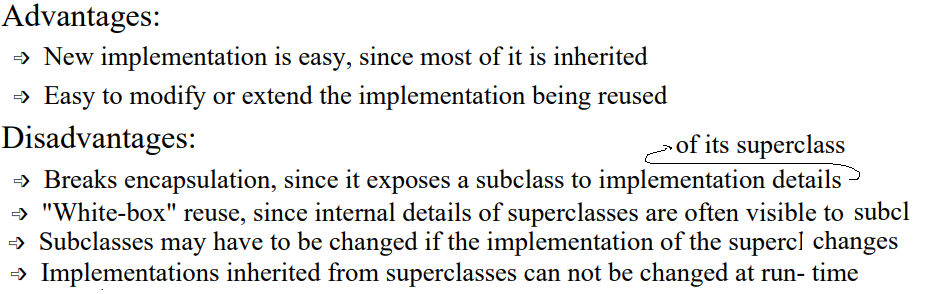 Advantages:
➩ New implementation is easy, since most of it is inherited
➩ Easy to modify or extend the implementation being reused
Disadvantages:
of its superclass
➩ Breaks encapsulation, since it exposes a subclass to implementation details
➩ "White-box" reuse, since internal details of superclasses are often visible to subcl
➩ Subclasses may have to be changed if the implementation of the supercl changes
➩ Implementations inherited from superclasses can not be changed at run- time